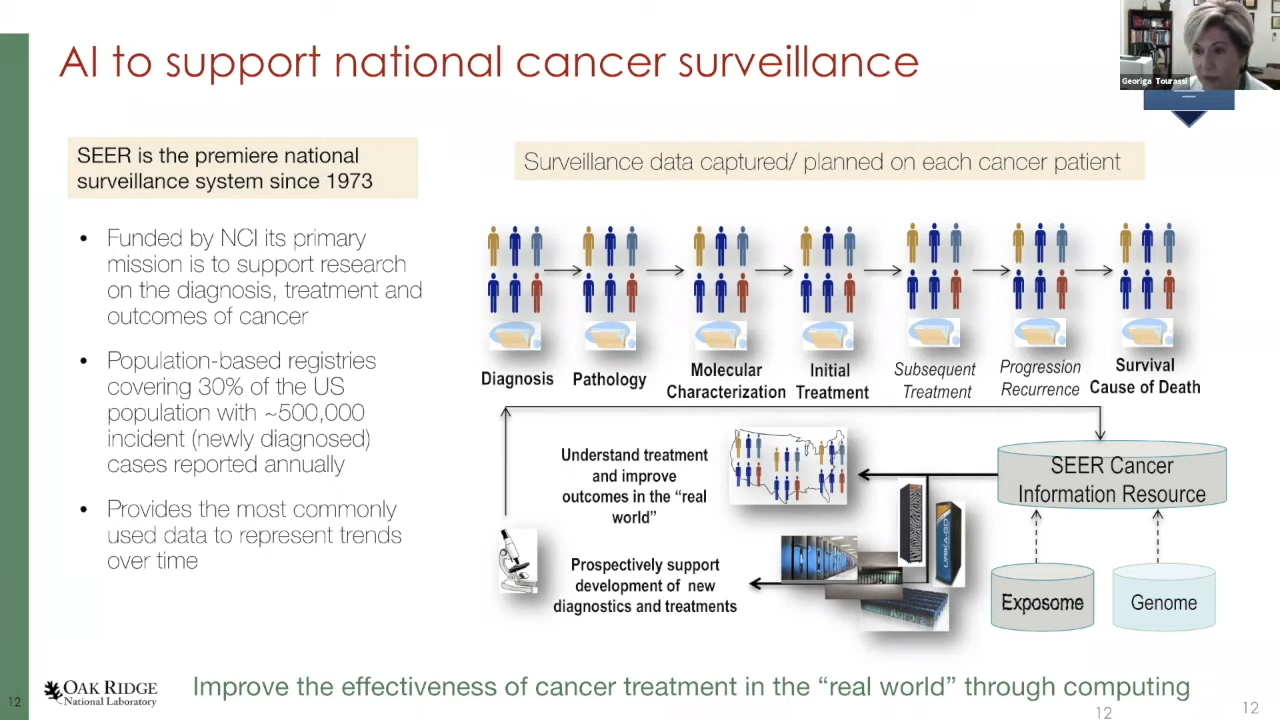 AI to support national cancer surveillance
Georiga Tourassi
SEER is the premiere national
surveillance system since 1973
• Funded by NCI its primary
mission is to support research
on the diagnosis, treatment and
outcomes of cancer
• Population-based registries
covering 30% of the US
population with ~500,000
incident (newly diagnosed)
cases reported annually
• Provides the most commonly
used data to represent trends
over time
Surveillance data captured/ planned on each cancer patient
Diagnosis
Pathology
Molecular
Characterization
Initial
Treatment
Subsequent
Treatment
Progression
Recurrence
Survival
Cause of Death
Understand treatment
and improve
outcomes in the “real
world”
SEER Cancer
Information Resource
URIKA-GD
Prospectively support
development of new
diagnostics and treatments
Exposome
Genome
12
OAK RIDGE
National Laboratory
Improve the effectiveness of cancer treatment in the “real world” through computing
12
12